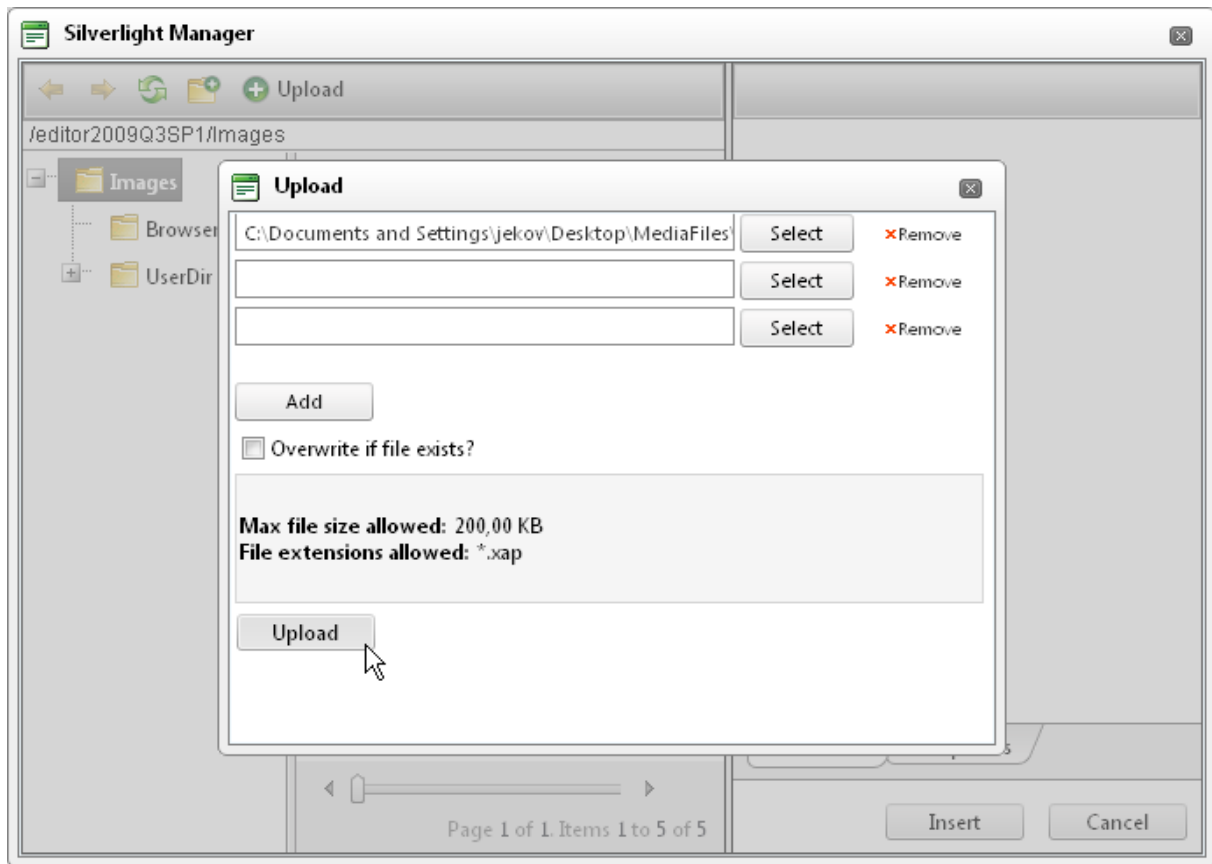 Silverlight Manager
Upload
/editor2009Q3SP1/Images
Images
Browser
UserDir
Upload
C:\Documents and Settings\jekov\Desktop\MediaFiles\ Select Remove
Select Remove
Select Remove
Add
Overwrite if file exists?
Max file size allowed: 200,00 KB
File extensions allowed: *.xap
Upload
Page 1 of 1. Items 1 to 5 of 5
Insert Cancel